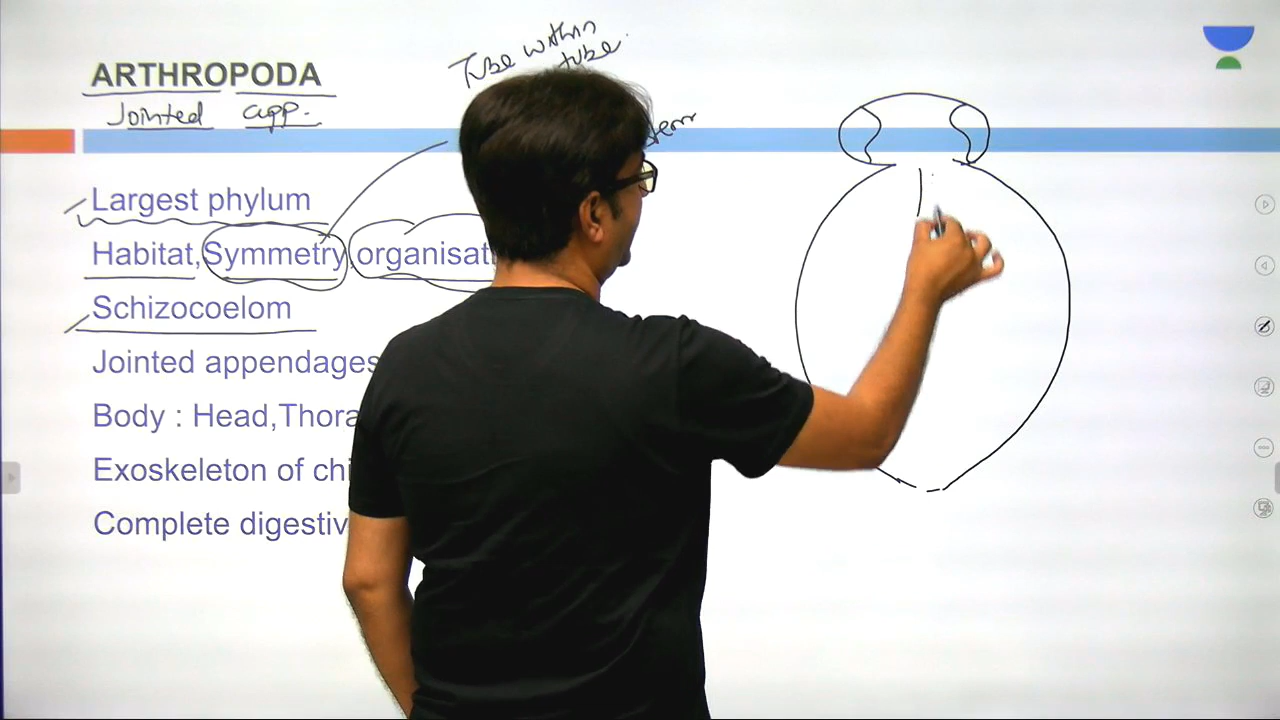 Tube within
tube.
ARTHROPODA
Jointed app.
Largest phylum
Habitat,Symmetry,organisat
Schizocoelom
Jointed appendages
Body : Head,Thora
Exoskeleton of chi
Complete digestiv